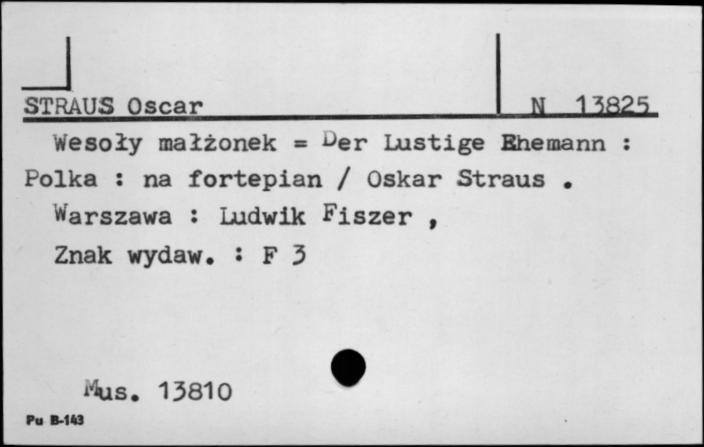 STRAUS Oscar N 13825
Wesoły małżonek = Der Lustige Ehemann :
Polka : na fortepian / Oskar Straus .
Warszawa : Ludwik Fiszer ,
Znak wydaw. : F 3
Mus. 13810
Pu B-143